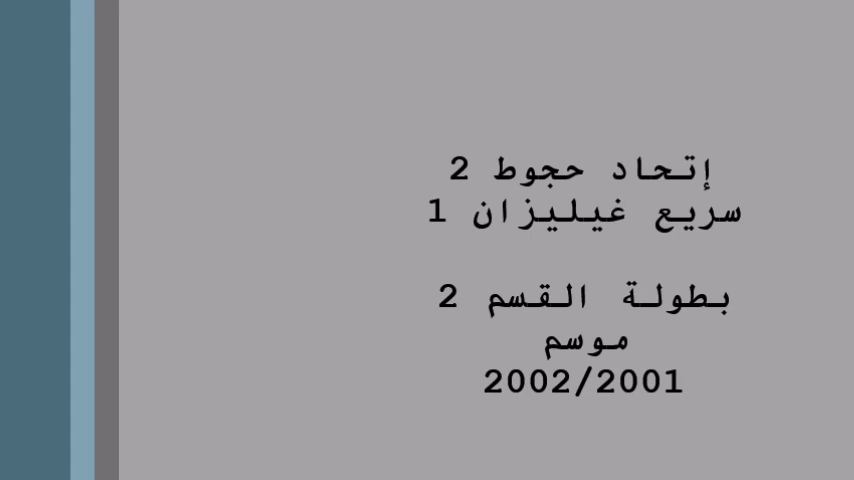 إتحاد حجوط 2
سريع غيليزان 1
بطولة القسم 2
موسم
2002/2001